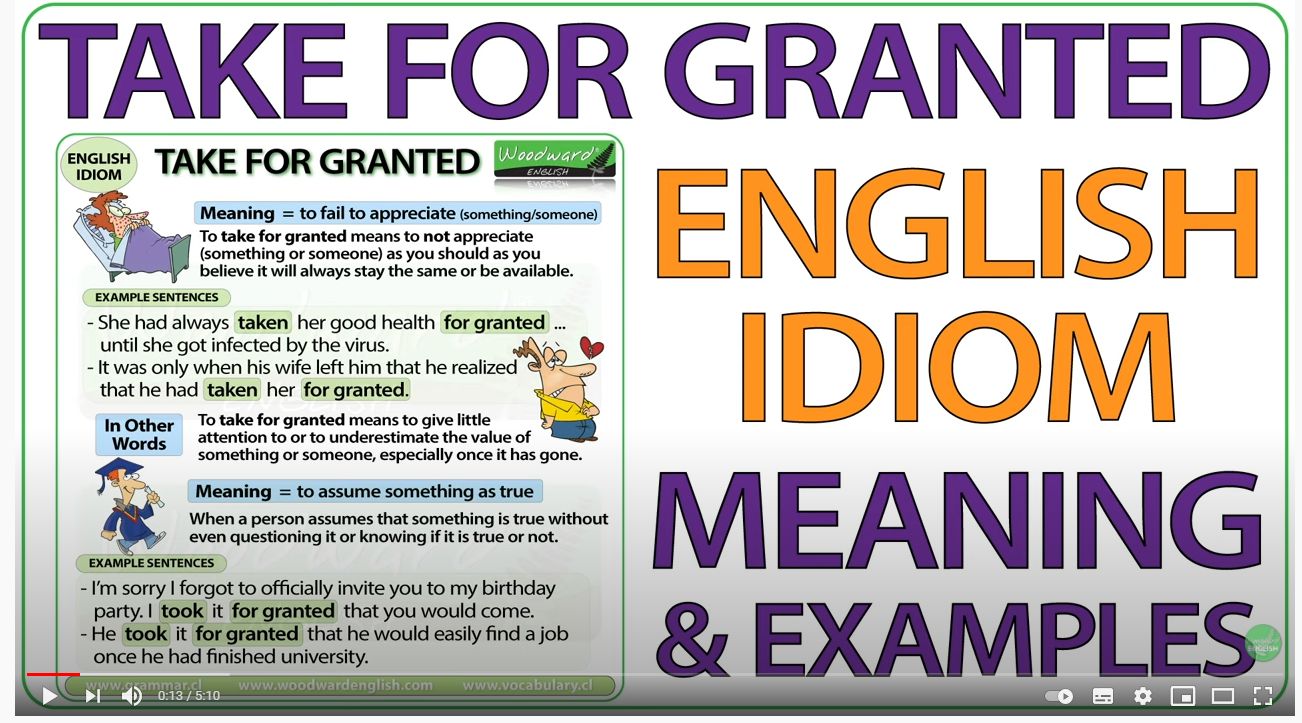 TAKE FOR GRANTED
ENGLISH
IDIOM
TAKE FOR GRANTED
Woodward®
ENGLISH
Meaning = to fail to appreciate (something/someone)
To take for granted means to not appreciate
(something or someone) as you should as you
believe it will always stay the same or be available.
EXAMPLE SENTENCES
- She had always taken her good health for granted ...
until she got infected by the virus.
- It was only when his wife left him that he realized
that he had taken her for granted.
In Other
Words
To take for granted means to give little
attention to or to underestimate the value of
something or someone, especially once it has gone.
Meaning = to assume something as true
When a person assumes that something is true without
even questioning it or knowing if it is true or not.
EXAMPLE SENTENCES
- I'm sorry I forgot to officially invite you to my birthday
party. I took it for granted that you would come.
- He took it for granted that he would easily find a job
once he had finished university.
www.grammar.cl www.woodwardenglish.com www.vocabulary.cl
ENGLISH
IDIOM
MEANING
& EXAMPLES
Woodward
ENGLISH
0:13 / 5:10